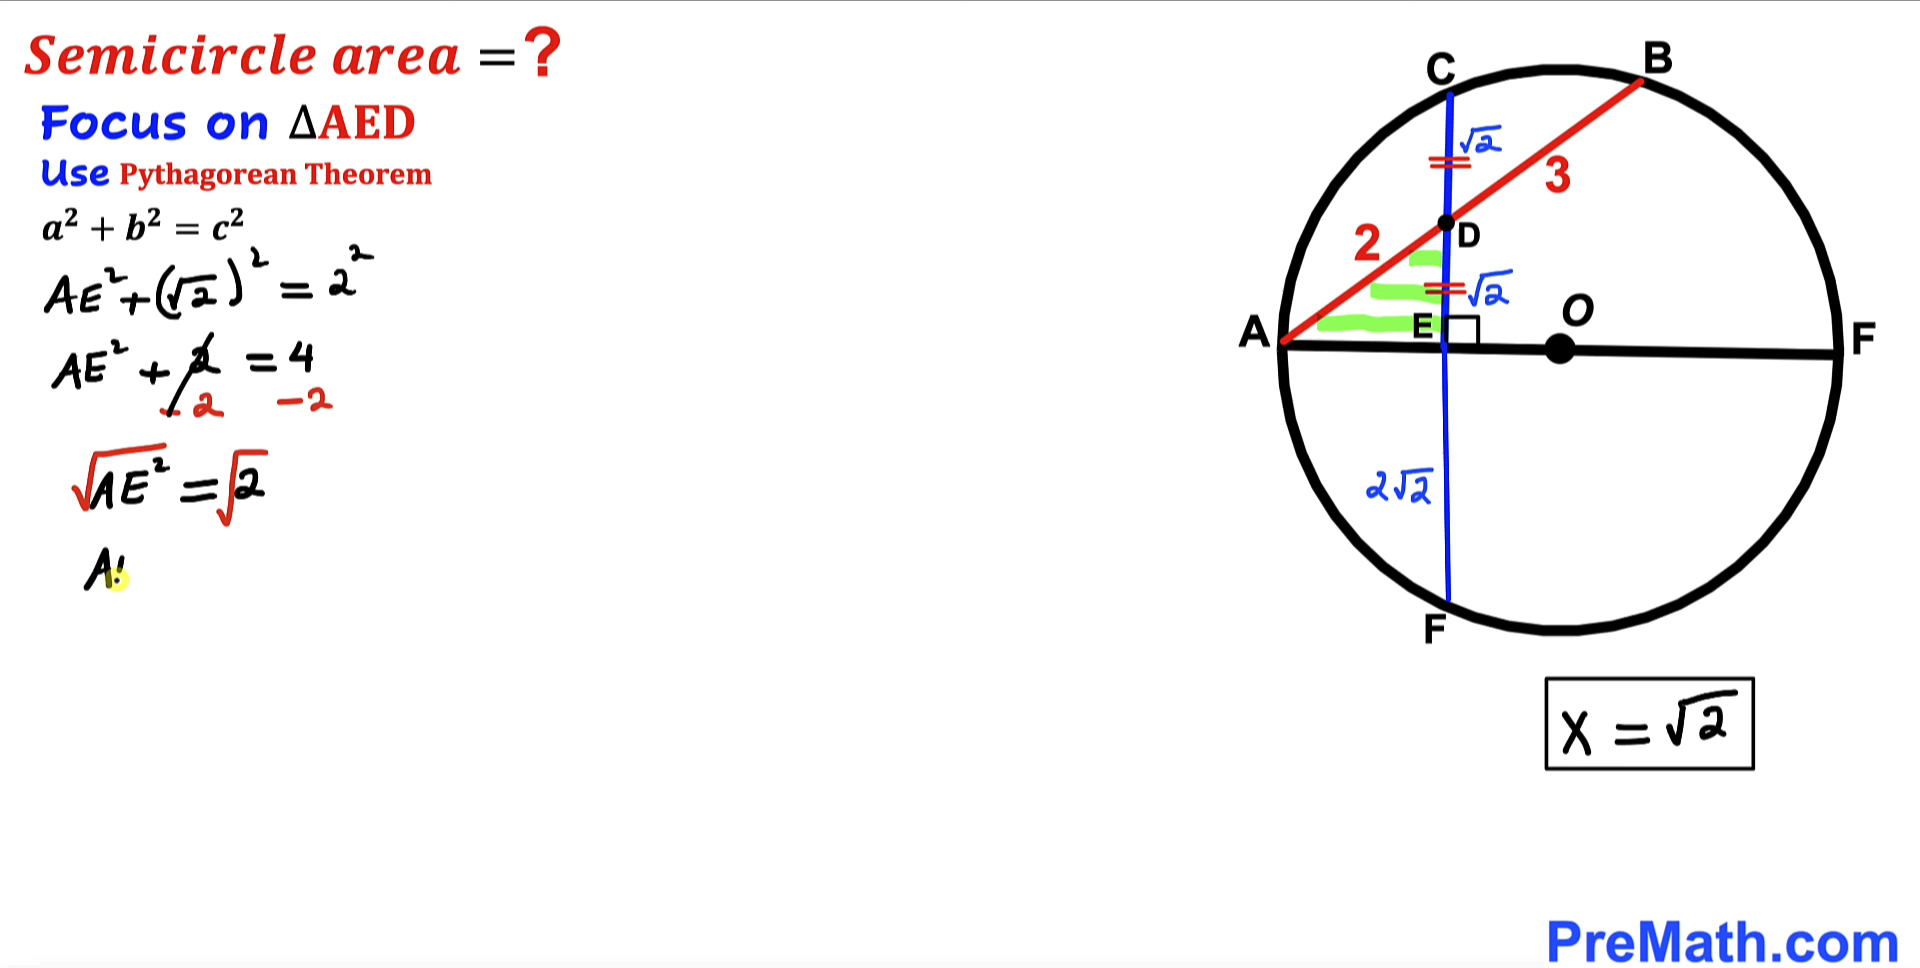 Semicircle area = ?
Focus on ΔAED
Use Pythagorean Theorem
a² + b² = c²
AE² + (√2)² = 2²
AE² + 2 = 4
- 2 -2
√AE² = √2
A
C
B
√2
3
2
D
√2
A
E
O
F
2√2
F
X = √2
PreMath.com